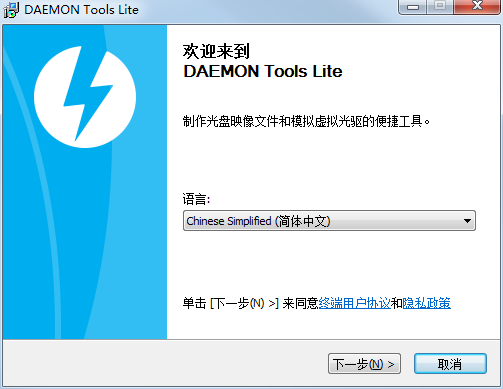 DAEMON Tools Lite
欢迎来到
DAEMON Tools Lite
制作光盘映像文件和模拟虚拟光驱的便捷工具。
语言:
Chinese Simplified (简体中文)
单击 [下一步(N) >] 来同意终端用户协议和隐私政策
下一步(N) >
取消